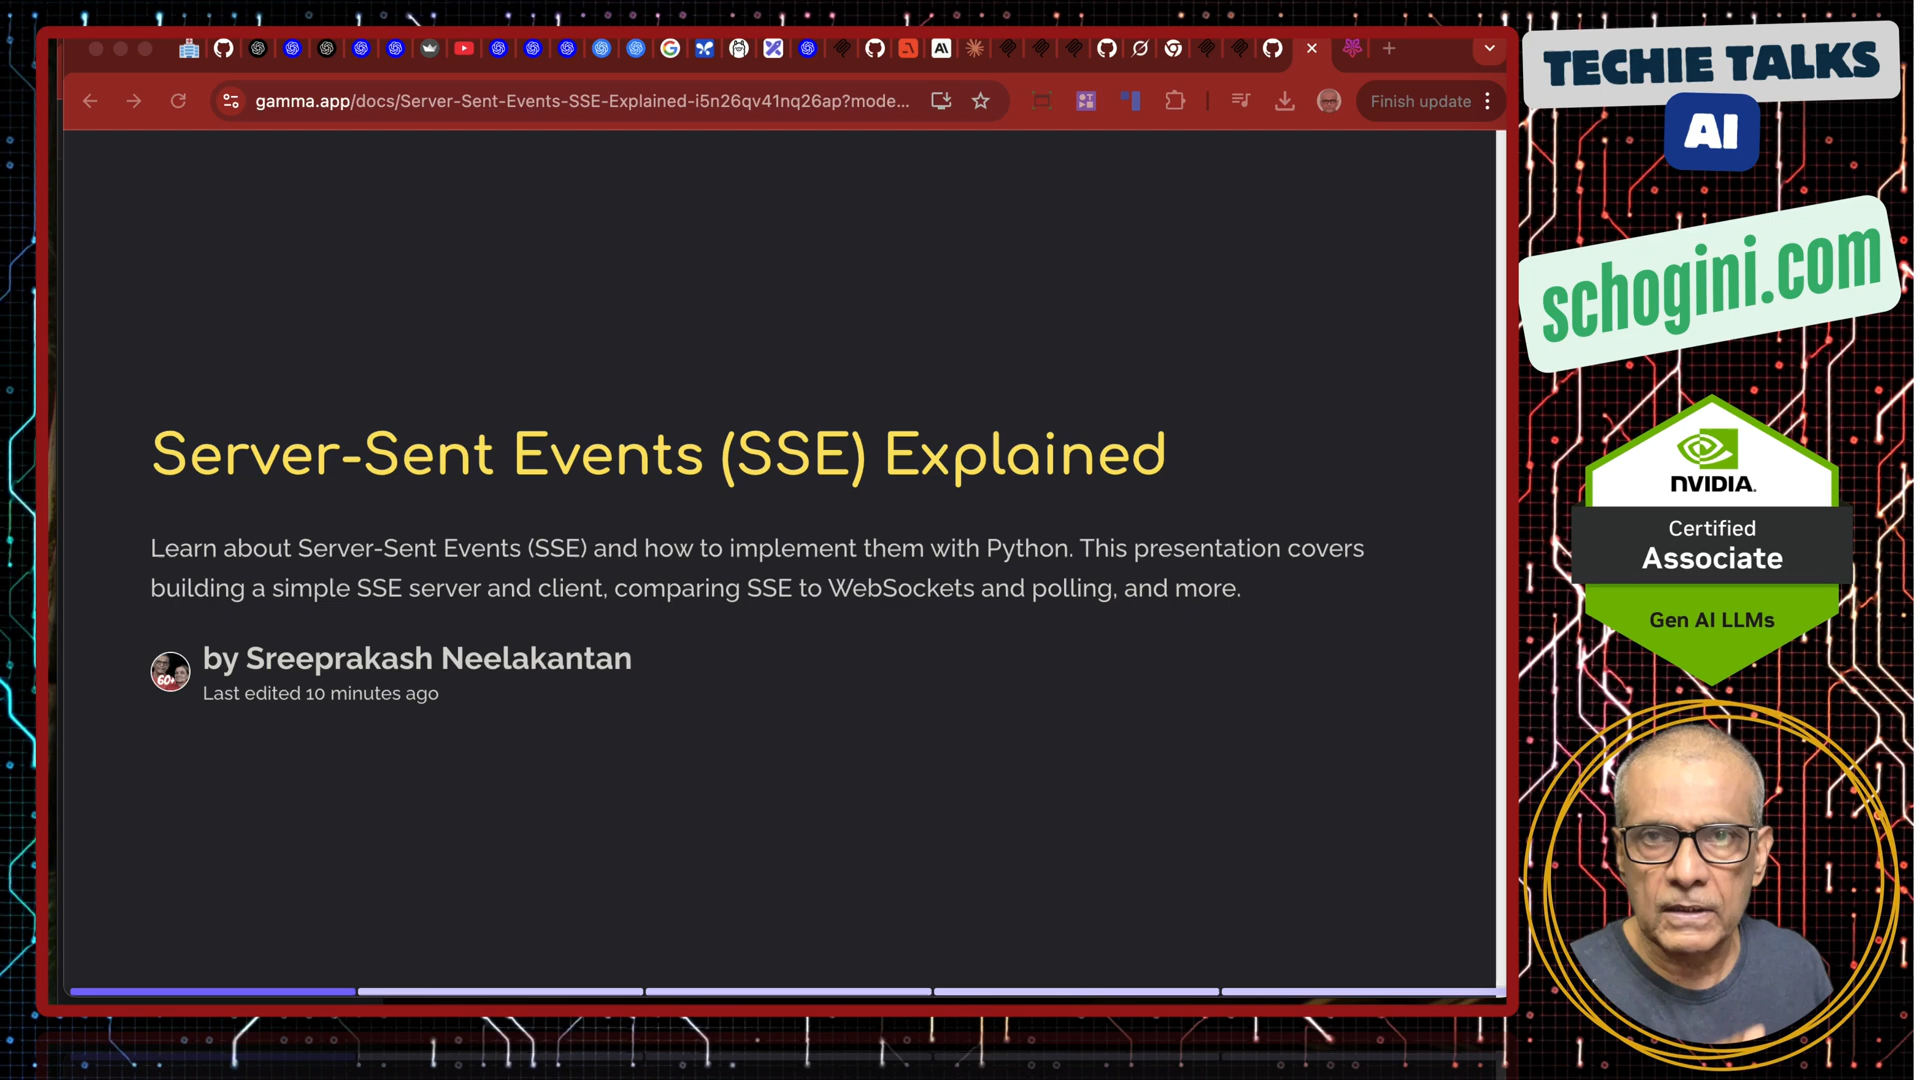 gamma.app/docs/Server-Sent-Events-SSE-Explained-i5n26qv41nq26ap?mode...
Finish update
Server-Sent Events (SSE) Explained
Learn about Server-Sent Events (SSE) and how to implement them with Python. This presentation covers
building a simple SSE server and client, comparing SSE to WebSockets and polling, and more.
60+
by Sreeprakash Neelakantan
Last edited 10 minutes ago
TECHIE TALKS
AI
schogini.com
NVIDIA.
Certified
Associate
Gen AI LLMs